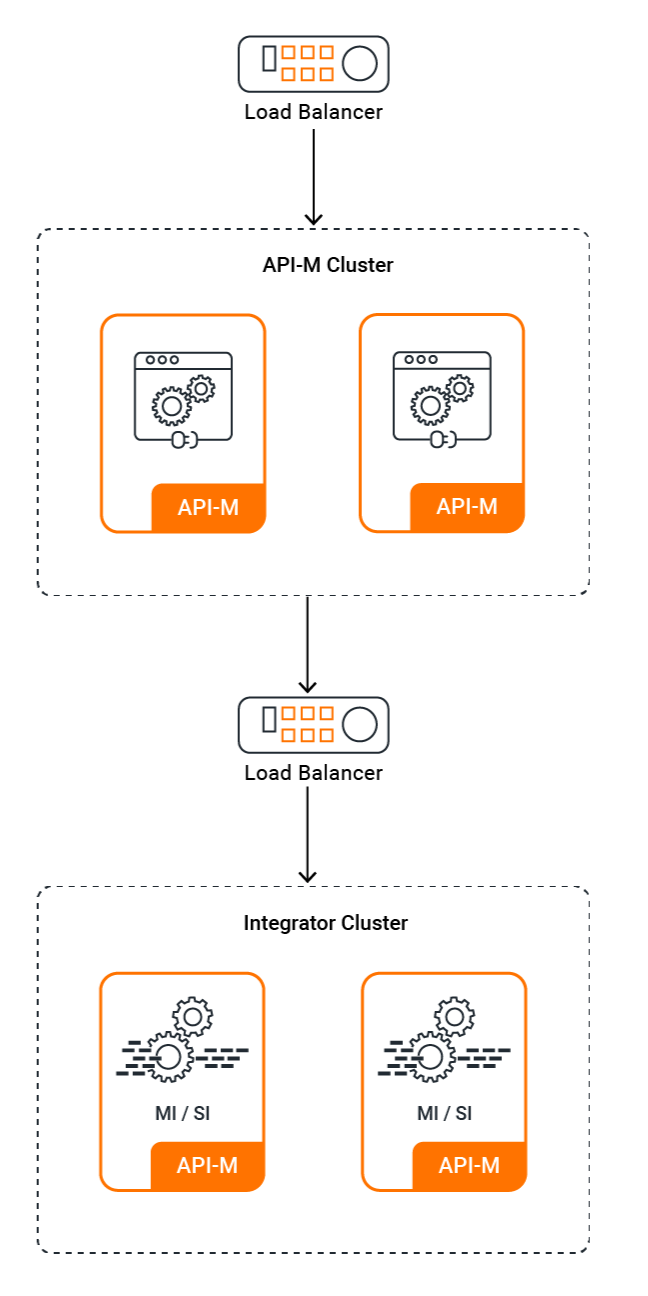 Load Balancer
API-M Cluster
API-M
API-M
Load Balancer
Integrator Cluster
MI / SI
API-M
MI / SI
API-M